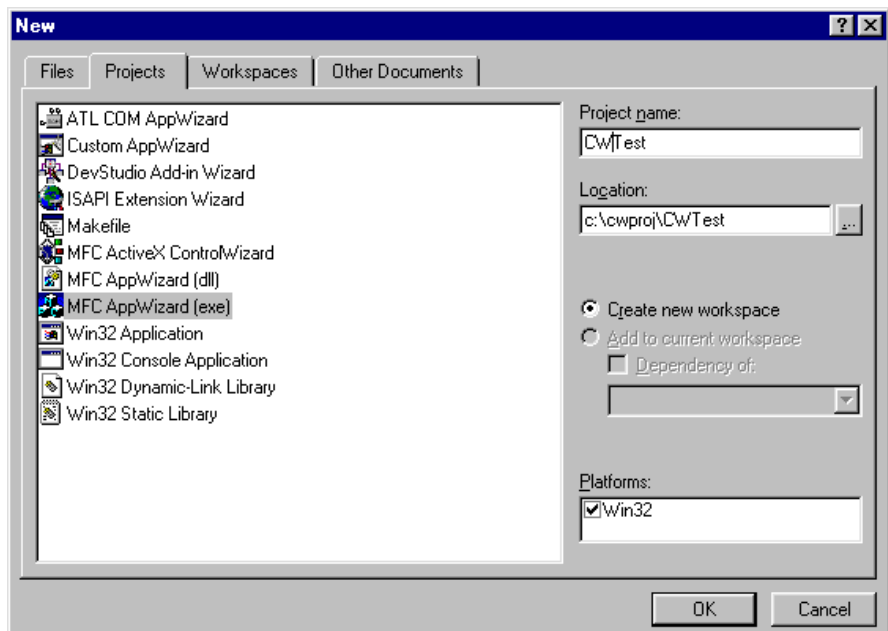 New
Files Projects Workspaces Other Documents
ATL COM AppWizard
Custom AppWizard
DevStudio Add-in Wizard
ISAPI Extension Wizard
Makefile
MFC ActiveX ControlWizard
MFC AppWizard (dll)
MFC AppWizard (exe)
Win32 Application
Win32 Console Application
Win32 Dynamic-Link Library
Win32 Static Library
Project name:
CWTest
Location:
c:\cwproj\CWTest
...
Create new workspace
Add to current workspace
Dependency of:
Platforms:
Win32
OK Cancel